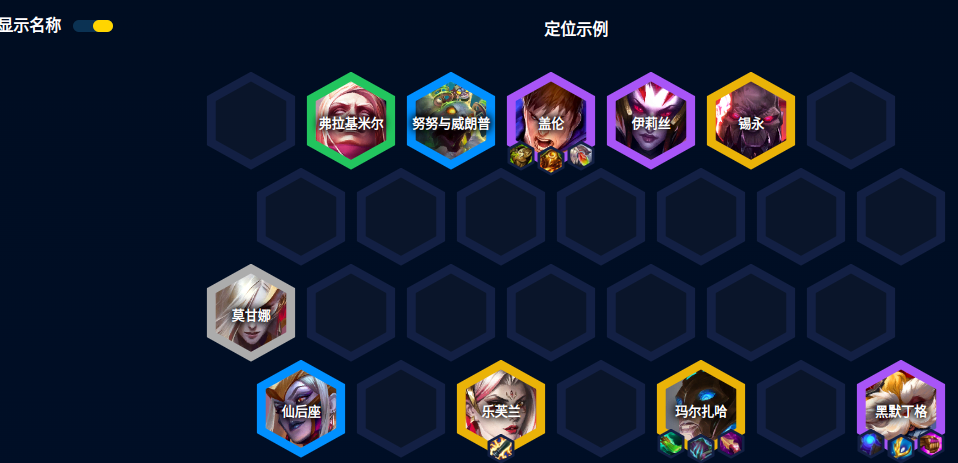 显示名称
定位示例
弗拉基米尔
努努与威朗普
盖伦
伊莉丝
锡永
莫甘娜
仙后座
乐芙兰
玛尔扎哈
黑默丁格